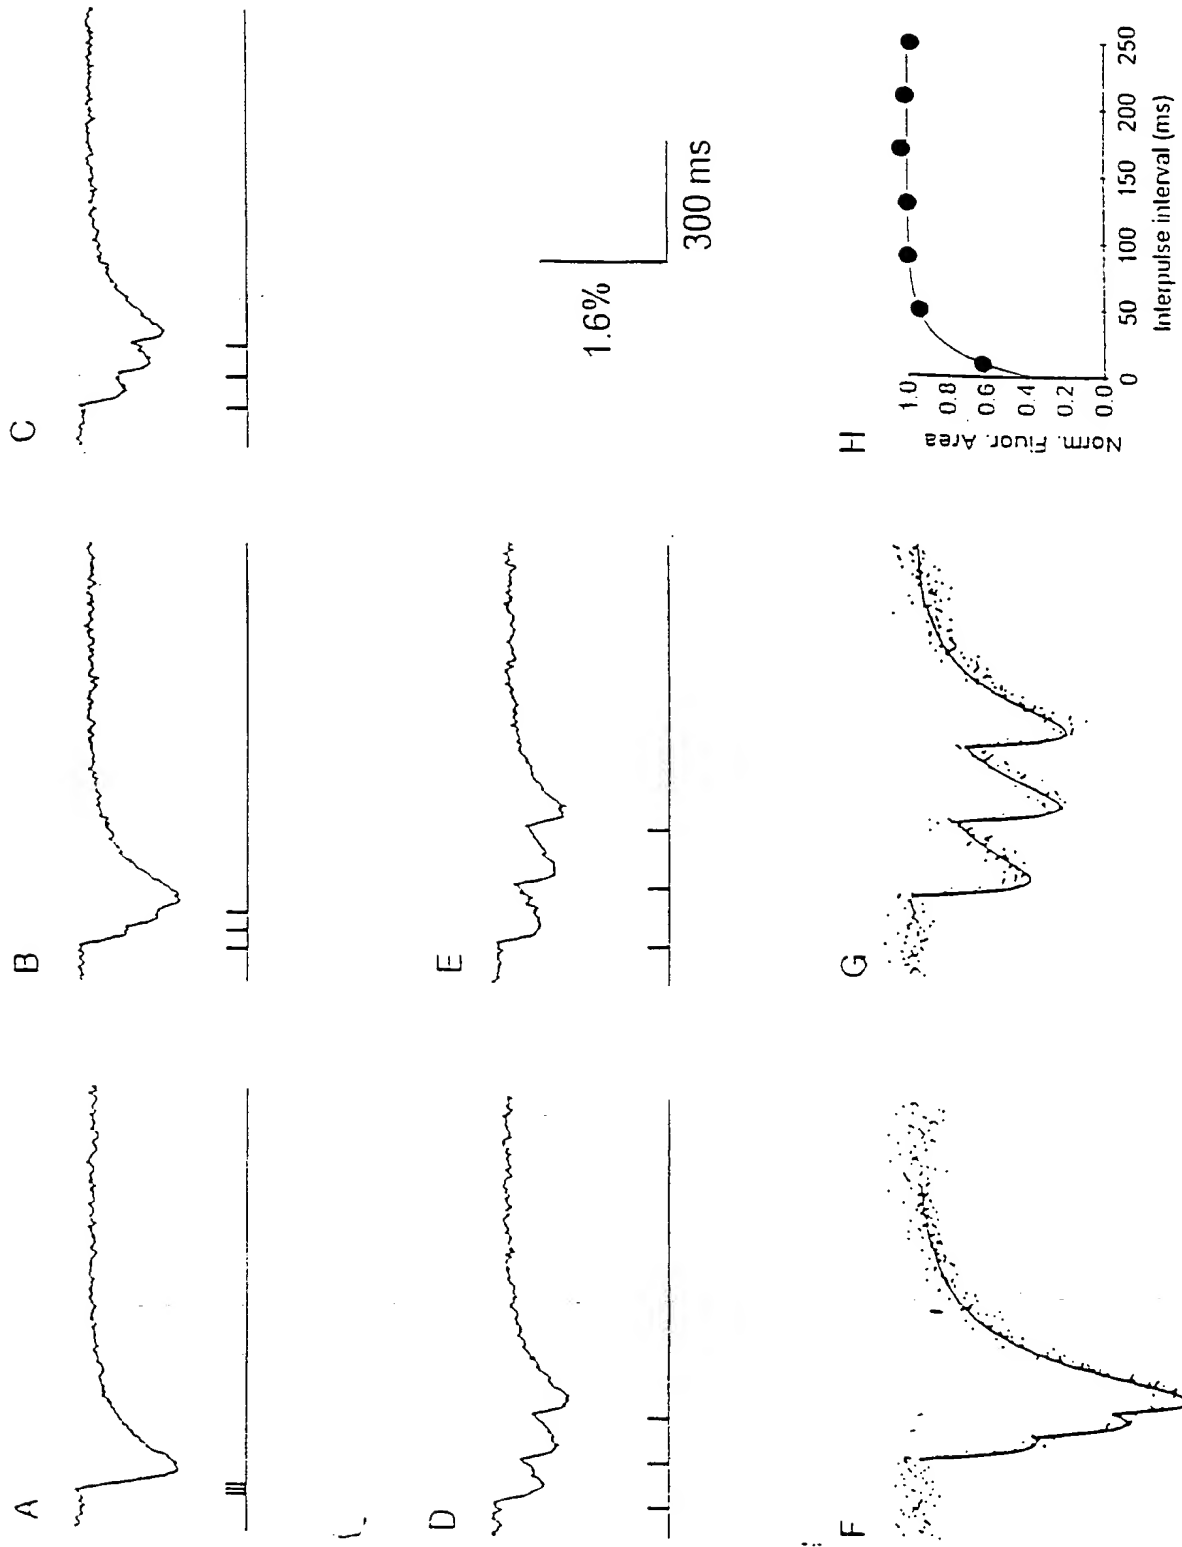 A
B
C
D
E
1.6%
300 ms
F
G
H
Norm. Fluor. Area
1.0
0.8
0.6
0.4
0.2
0.0
0
50
100
150
200
250
Interpulse interval (ms)